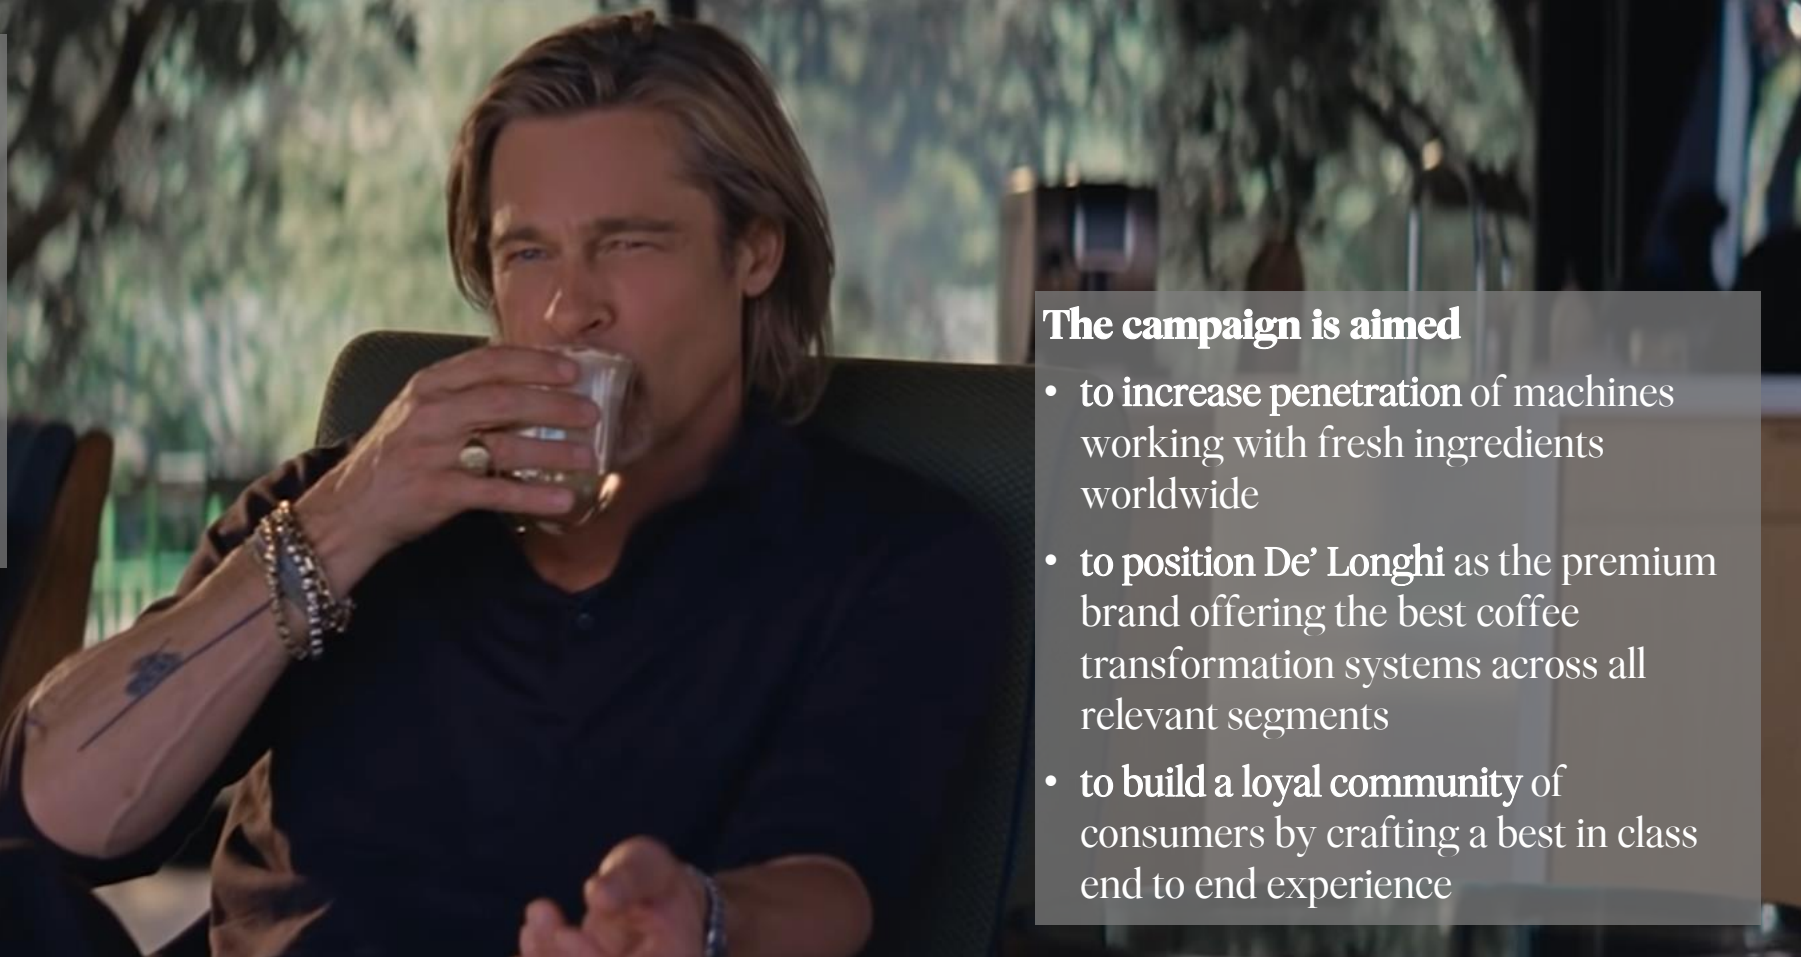 The campaign is aimed
• to increase penetration of machines
working with fresh ingredients
worldwide
• to position De’ Longhi as the premium
brand offering the best coffee
transformation systems across all
relevant segments
• to build a loyal community of
consumers by crafting a best in class
end to end experience